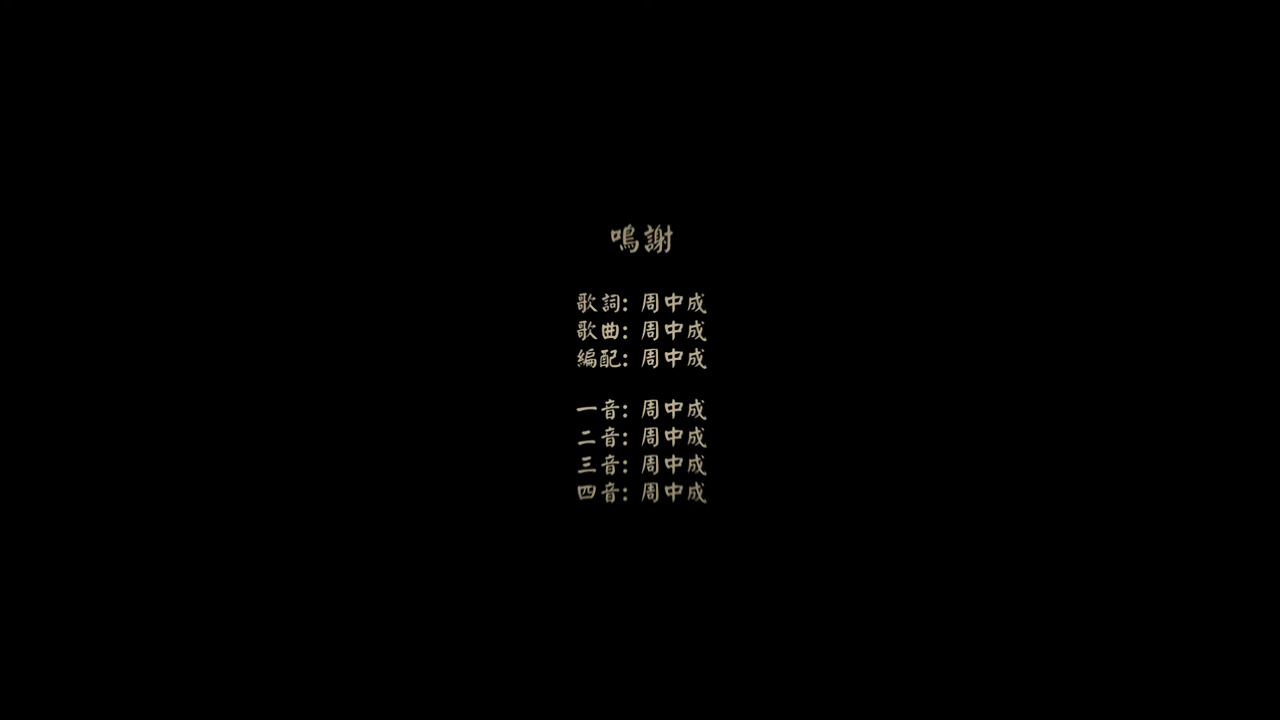 嗚謝
歌詞: 周中成
歌曲: 周中成
編配: 周中成
一音: 周中成
二音: 周中成
三音: 周中成
四音: 周中成